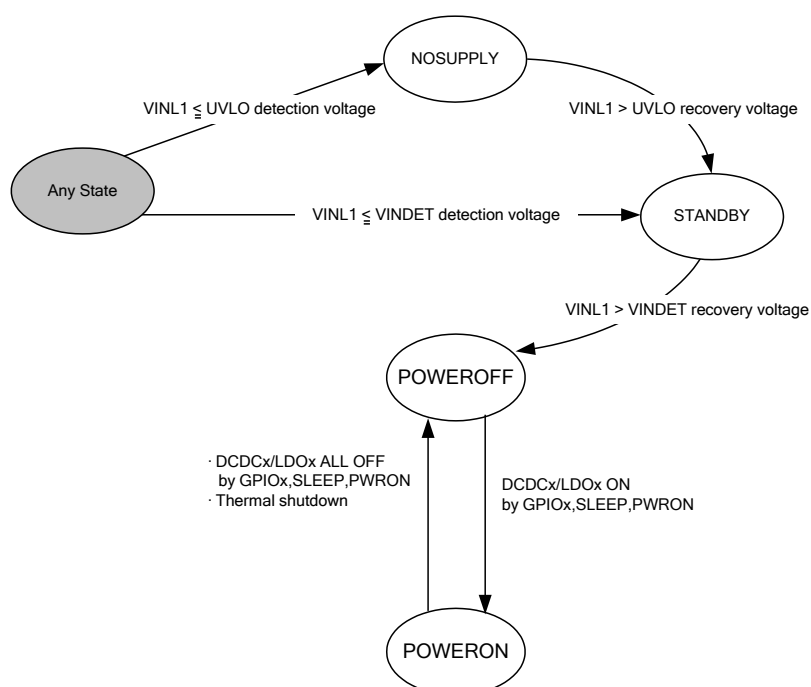 NOSUPPLY
VINL1 ≦ UVLO detection voltage
VINL1 > UVLO recovery voltage
Any State
VINL1 ≦ VINDET detection voltage
STANDBY
VINL1 > VINDET recovery voltage
POWEROFF
· DCDCx/LDOx ALL OFF
by GPIOx,SLEEP,PWRON
· Thermal shutdown
DCDCx/LDOx ON
by GPIOx,SLEEP,PWRON
POWERON